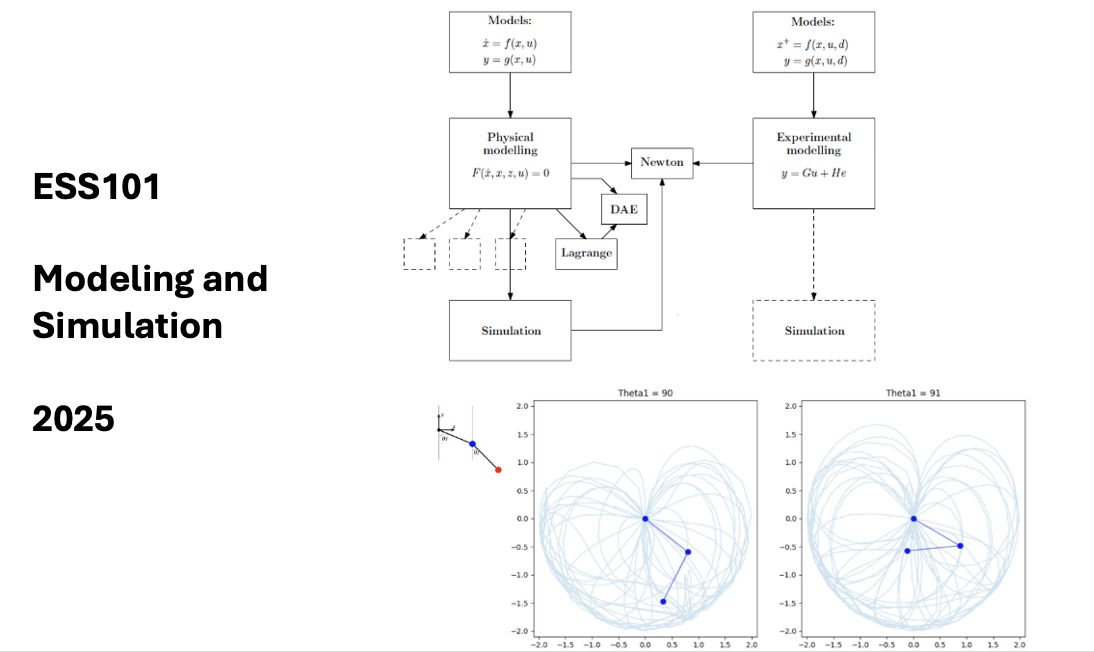 ESS101
Modeling and
Simulation
2025
Models:
ẋ = f(x, u)
y = g(x, u)
Models:
x⁺ = f(x, u, d)
y = g(x, u, d)
Physical
modelling
F(ẋ, x, z, u) = 0
Newton
Experimental
modelling
y = Gu + He
DAE
Lagrange
Simulation
Simulation
Theta1 = 90
2.0
1.5
1.0
0.5
0.0
−0.5
−1.0
−1.5
−2.0
−2.0 −1.5 −1.0 −0.5 0.0 0.5 1.0 1.5 2.0
Theta1 = 91
2.0
1.5
1.0
0.5
0.0
−0.5
−1.0
−1.5
−2.0
−2.0 −1.5 −1.0 −0.5 0.0 0.5 1.0 1.5 2.0